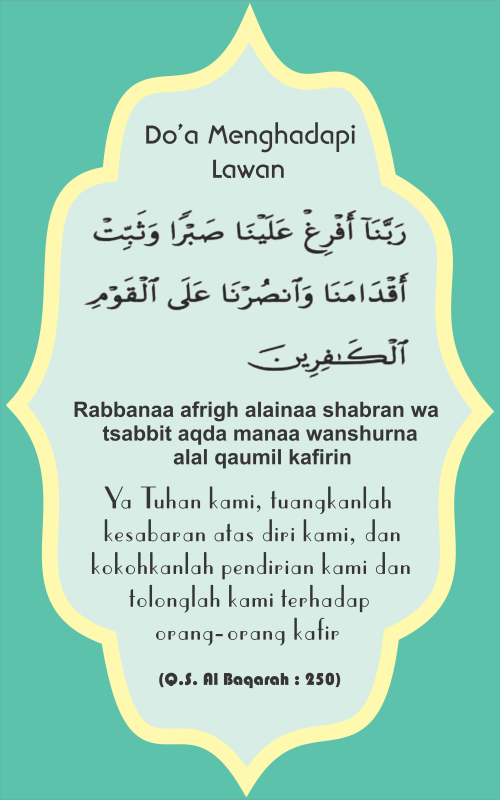 Do'a Menghadapi
Lawan
رَبَّنَآ أَفْرِغْ عَلَيْنَا صَبْرًا وَثَبِّتْ
أَقْدَامَنَا وَٱنصُرْنَا عَلَى ٱلْقَوْمِ
ٱلْكَـٰفِرِينَ
Rabbanaa afrigh alainaa shabran wa
tsabbit aqda manaa wanshurna
alal qaumil kafirin
Ya Tuhan kami, tuangkanlah
kesabaran atas diri kami, dan
kokohkanlah pendirian kami dan
tolonglah kami terhadap
orang-orang kafir
(Q.S. Al Baqarah : 250)